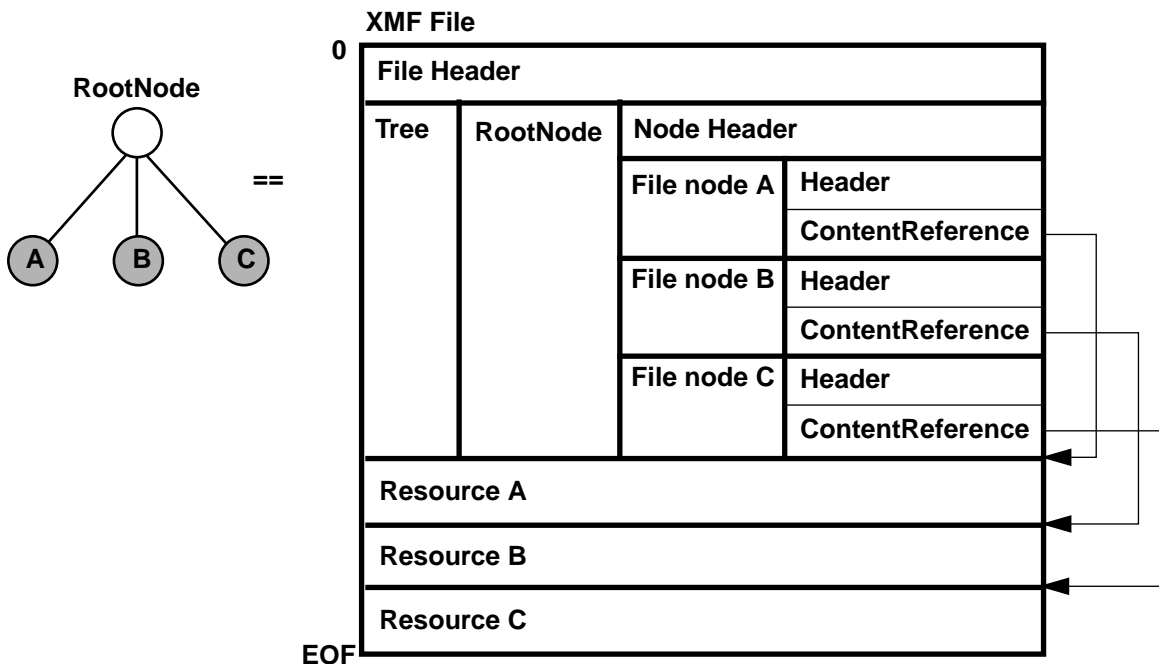 XMF File
0
File Header
RootNode
Tree
RootNode
Node Header
==
File node A
Header
ContentReference
A
B
C
File node B
Header
ContentReference
File node C
Header
ContentReference
Resource A
Resource B
Resource C
EOF